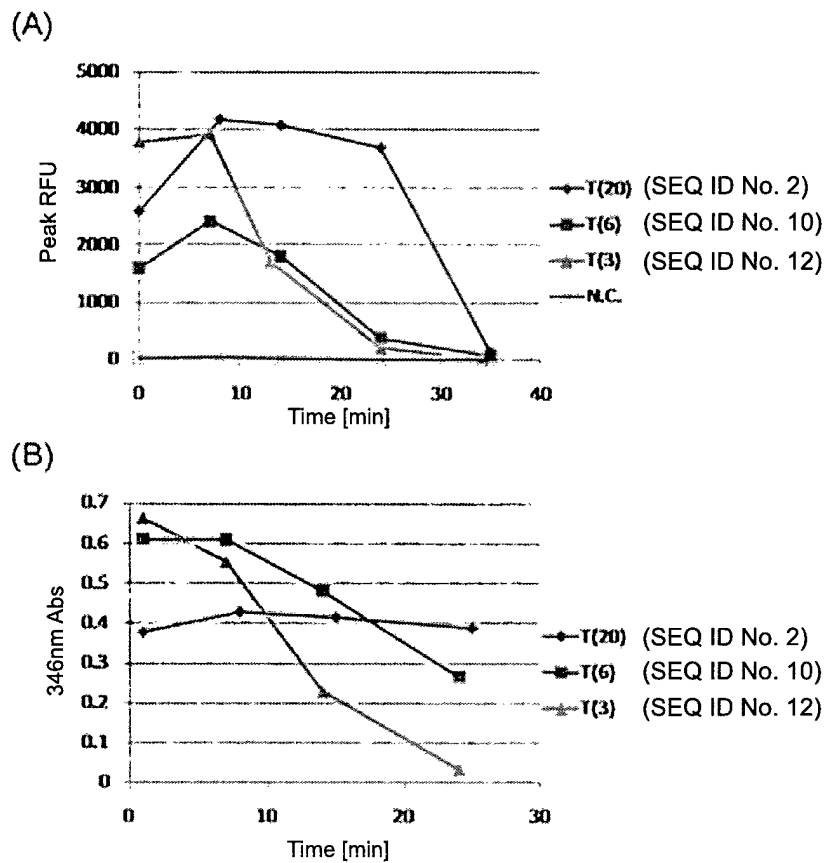 (A)
5000
4000
3000
2000
1000
0
Peak RFU
0 10 20 30 40
Time [min]
T(20) (SEQ ID No. 2)
T(6) (SEQ ID No. 10)
T(3) (SEQ ID No. 12)
N.C.
(B)
0.7
0.6
0.5
0.4
0.3
0.2
0.1
0
346nm Abs
0 10 20 30
Time [min]
T(20) (SEQ ID No. 2)
T(6) (SEQ ID No. 10)
T(3) (SEQ ID No. 12)